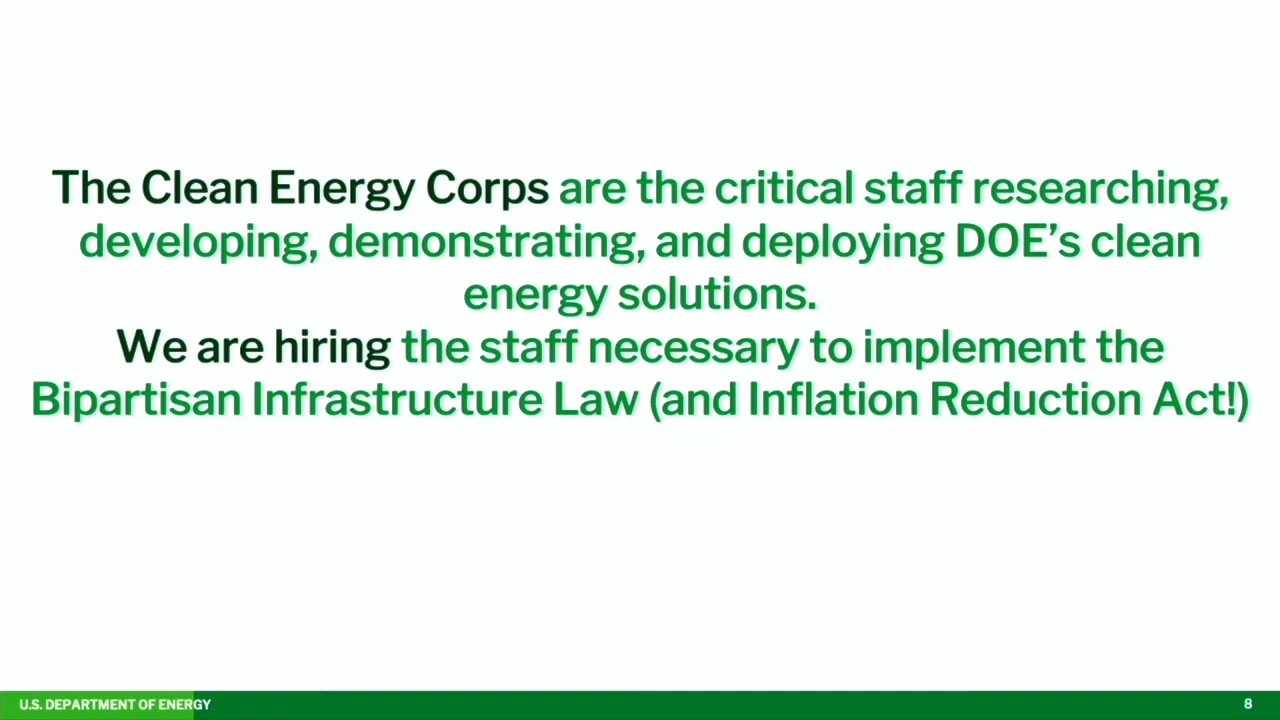 The Clean Energy Corps are the critical staff researching,
developing, demonstrating, and deploying DOE’s clean
energy solutions.
We are hiring the staff necessary to implement the
Bipartisan Infrastructure Law (and Inflation Reduction Act!)
U.S. DEPARTMENT OF ENERGY
8